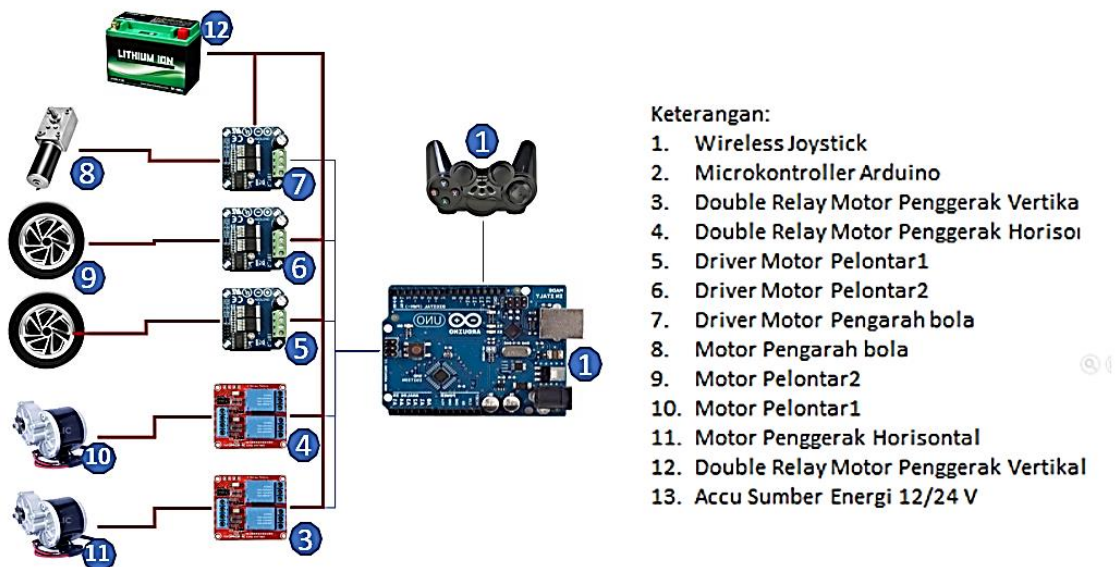 12
LITHIUM ION
8
7
1
9
6
5
UNO
ARDUINO
1
10
4
11
3
Keterangan:
1. Wireless Joystick
2. Microkontroller Arduino
3. Double Relay Motor Penggerak Vertika
4. Double Relay Motor Penggerak Horiso
5. Driver Motor Pelontar1
6. Driver Motor Pelontar2
7. Driver Motor Pengarah bola
8. Motor Pengarah bola
9. Motor Pelontar2
10. Motor Pelontar1
11. Motor Penggerak Horisontal
12. Double Relay Motor Penggerak Vertikal
13. Accu Sumber Energi 12/24 V